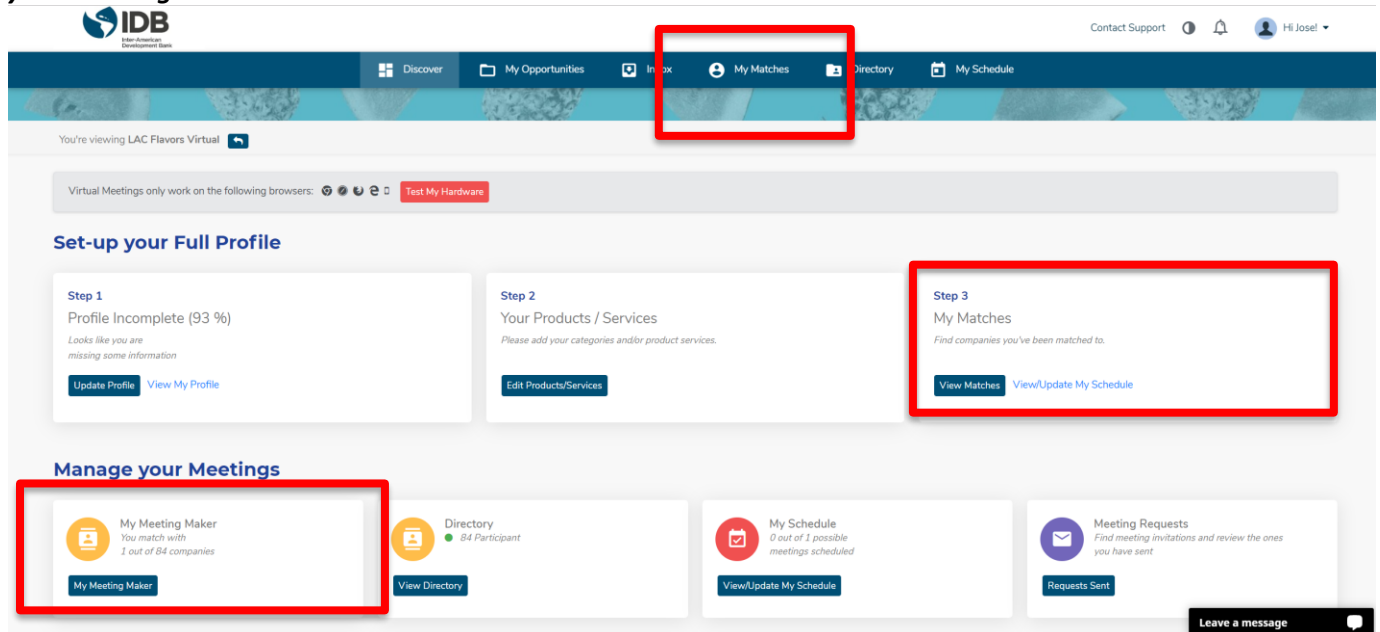 IDB
Inter-American
Development Bank
Contact Support
Hi Jose!
Discover
My Opportunities
My Matches
Directory
My Schedule
You're viewing LAC Flavors Virtual
Virtual Meetings only work on the following browsers:
Test My Hardware
Set-up your Full Profile
Step 1
Profile Incomplete (93 %)
Looks like you are
missing some information
Update Profile View My Profile
Step 2
Your Products / Services
Please add your categories and/or product services.
Edit Products/Services
Step 3
My Matches
Find companies you've been matched to.
View Matches View/Update My Schedule
Manage your Meetings
My Meeting Maker
You match with
1 out of 84 companies
My Meeting Maker
Directory
84 Participant
View Directory
My Schedule
0 out of 1 possible
meetings scheduled
View/Update My Schedule
Meeting Requests
Find meeting invitations and review the ones
you have sent
Requests Sent
Leave a message